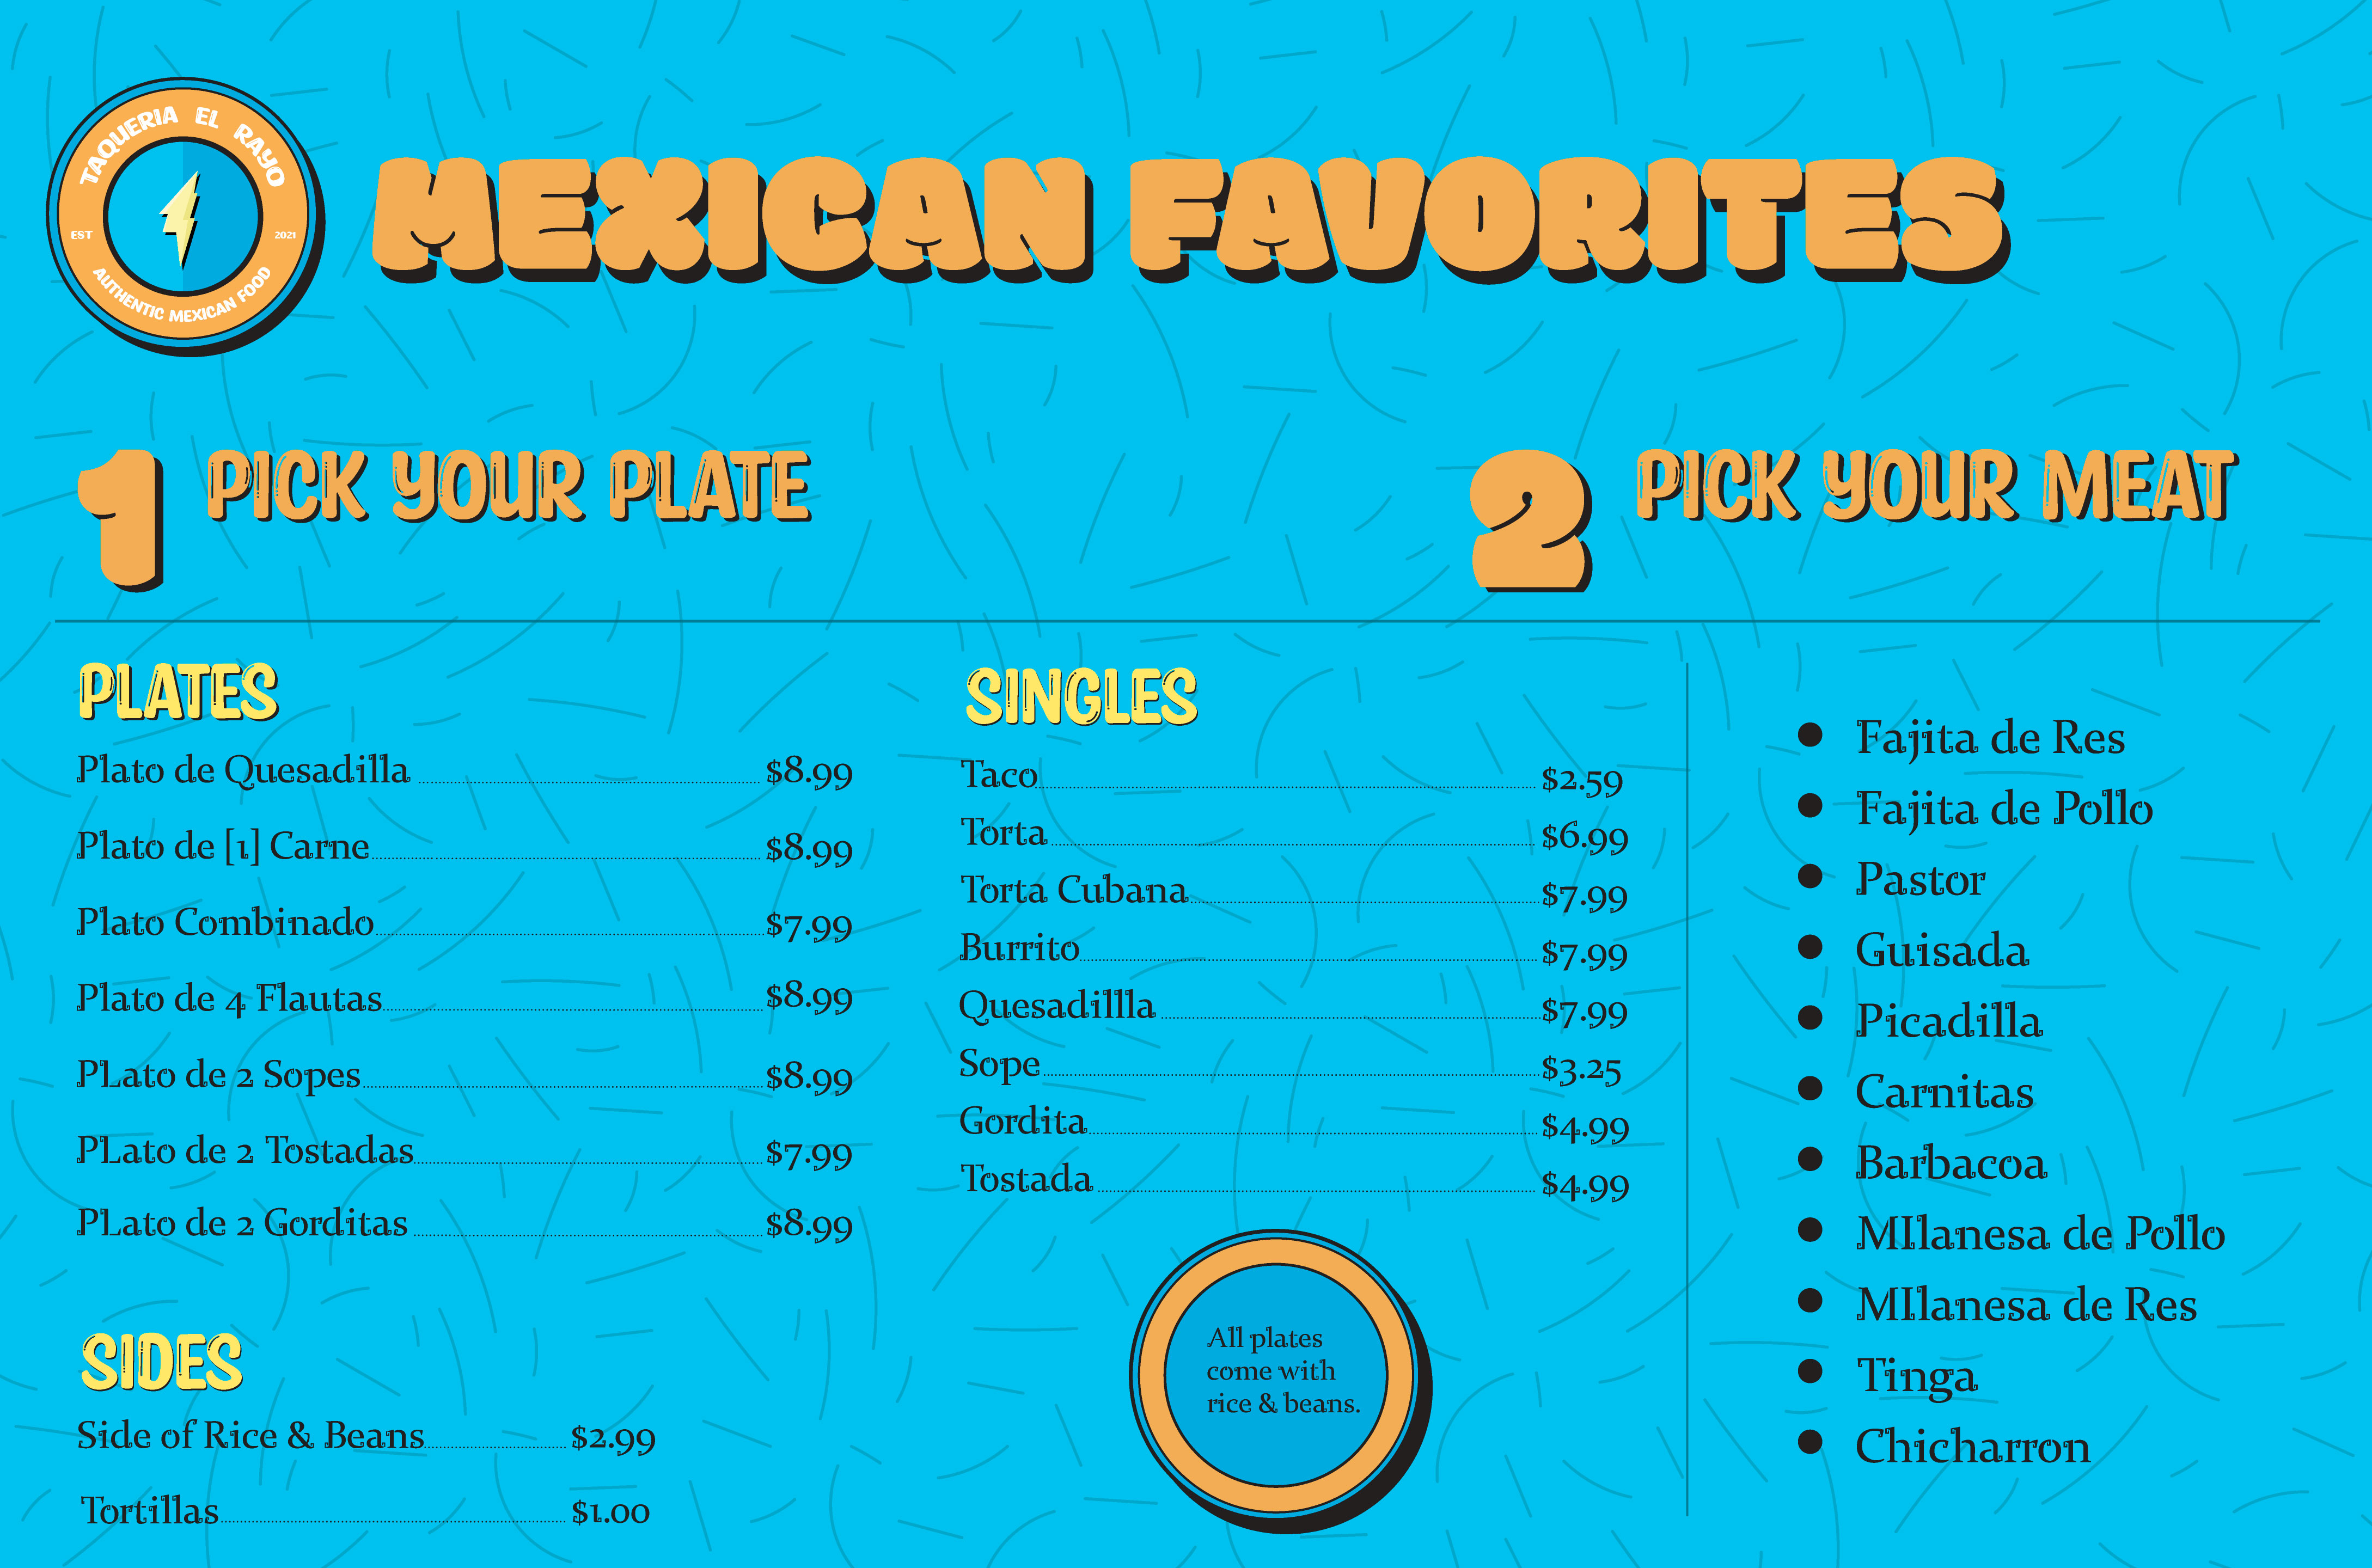 TAQUERIA EL RAYO
EST 2021
AUTHENTIC MEXICAN FOOD
MEXICAN FAVORITES
1 PICK YOUR PLATE
2 PICK YOUR MEAT
PLATES
Plato de Quesadilla $8.99
Plato de [1] Carne $8.99
Plato Combinado $7.99
Plato de 4 Flautas $8.99
PLato de 2 Sopes $8.99
PLato de 2 Tostadas $7.99
PLato de 2 Gorditas $8.99
SIDES
Side of Rice & Beans $2.99
Tortillas $1.00
SINGLES
Taco $2.59
Torta $6.99
Torta Cubana $7.99
Burrito $7.99
Quesadillla $7.99
Sope $3.25
Gordita $4.99
Tostada $4.99
All plates
come with
rice & beans.
• Fajita de Res
• Fajita de Pollo
• Pastor
• Guisada
• Picadilla
• Carnitas
• Barbacoa
• MIlanesa de Pollo
• MIlanesa de Res
• Tinga
• Chicharron